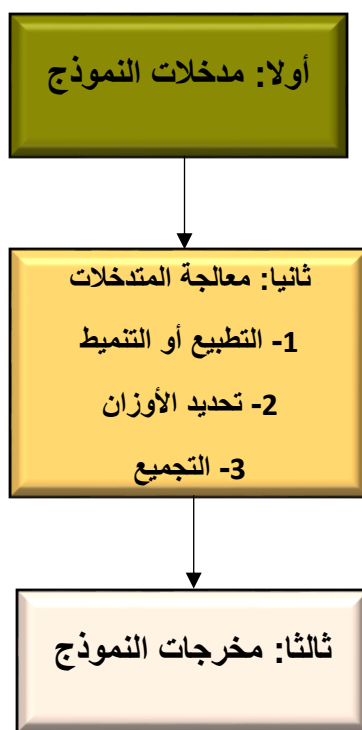 أولا: مدخلات النموذج
ثانيا: معالجة المتدخلات
1- التطبيع أو التنميط
2- تحديد الأوزان
3- التجميع
ثالثا: مخرجات النموذج